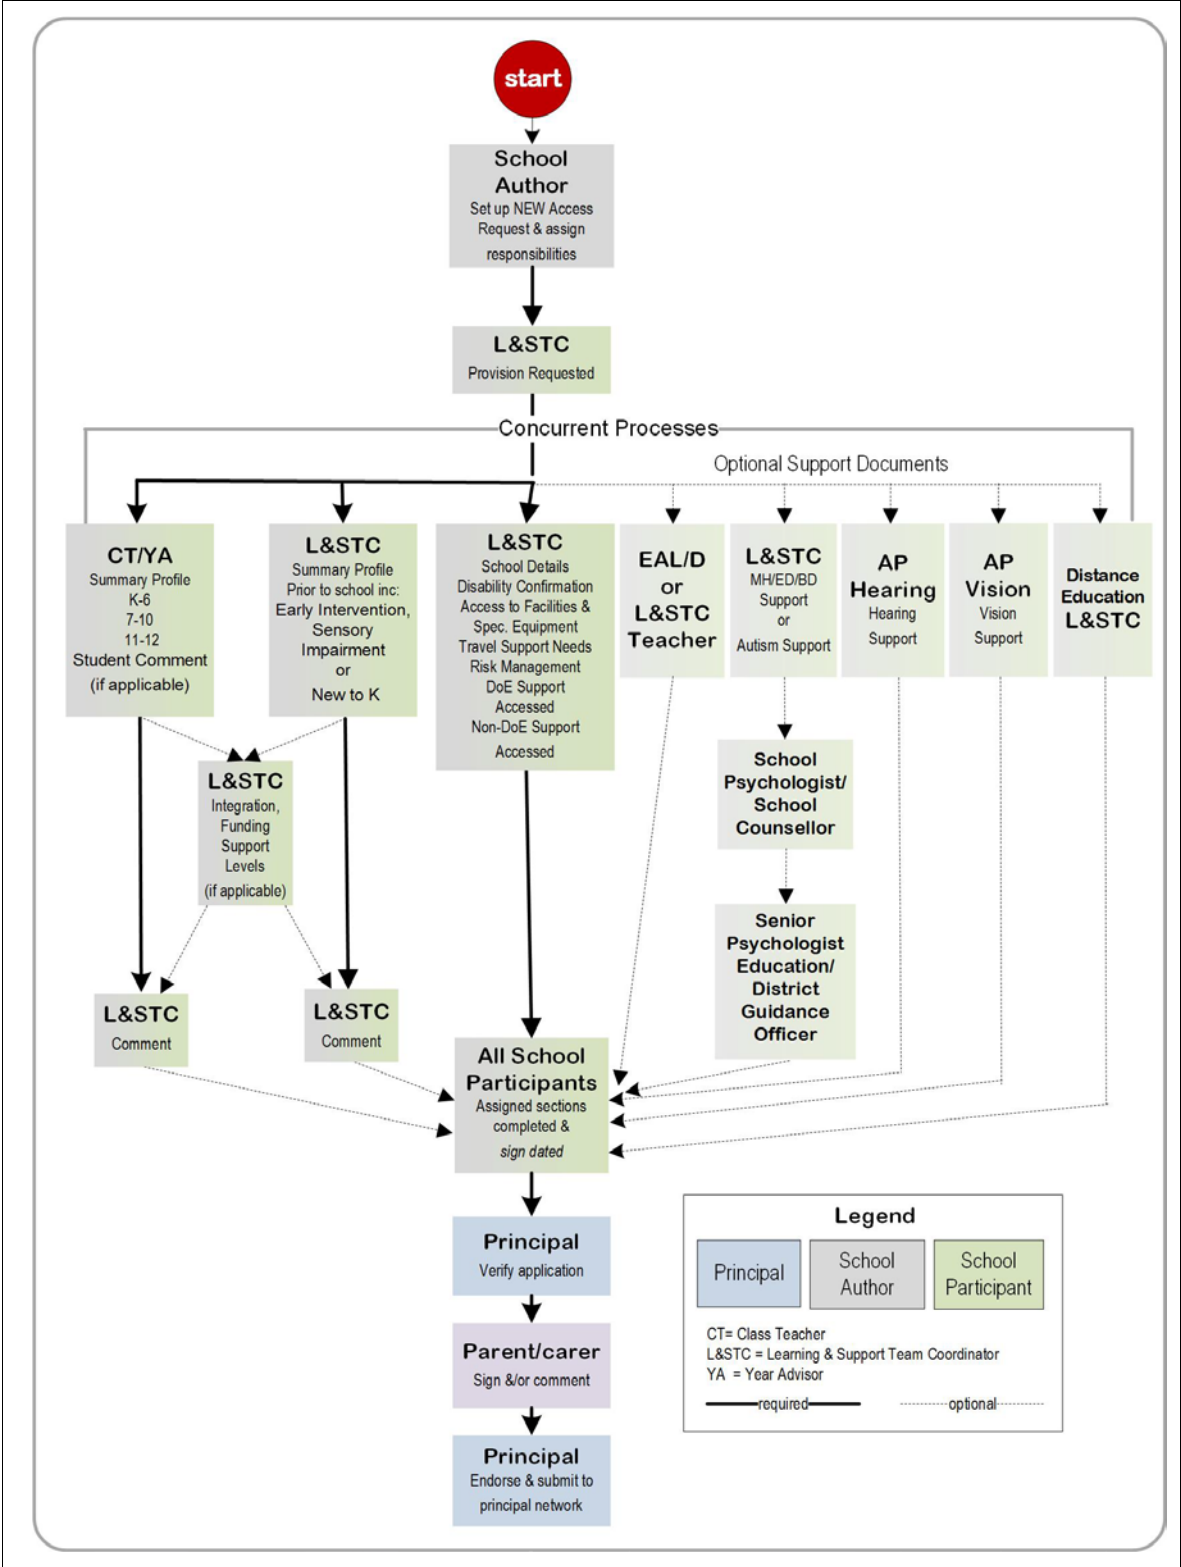 start
School
Author
Set up NEW Access
Request & assign
responsibilities
L&STC
Provision Requested
Concurrent Processes
Optional Support Documents
CT/YA
Summary Profile
K-6
7-10
11-12
Student Comment
(if applicable)
L&STC
Summary Profile
Prior to school inc:
Early Intervention,
Sensory
Impairment
or
New to K
L&STC
School Details
Disability Confirmation
Access to Facilities &
Spec. Equipment
Travel Support Needs
Risk Management
DoE Support
Accessed
Non-DoE Support
Accessed
EAL/D
or
L&STC
Teacher
L&STC
MH/ED/BD
Support
or
Autism Support
AP
Hearing
Hearing
Support
AP
Vision
Vision
Support
Distance
Education
L&STC
L&STC
Integration,
Funding
Support
Levels
(if applicable)
School
Psychologist/
School
Counsellor
Senior
Psychologist
Education/
District
Guidance
Officer
L&STC
Comment
L&STC
Comment
All School
Participants
Assigned sections
completed &
sign dated
Principal
Verify application
Parent/carer
Sign &/or comment
Principal
Endorse & submit to
principal network
Legend
Principal
School
Author
School
Participant
CT= Class Teacher
L&STC = Learning & Support Team Coordinator
YA = Year Advisor
required
optional